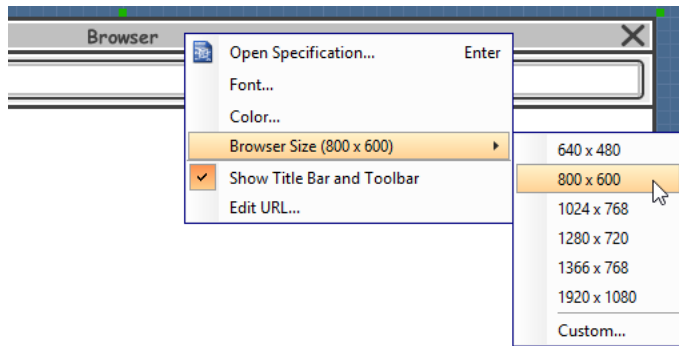 Browser
Open Specification... Enter
Font...
Color...
Browser Size (800 x 600)
Show Title Bar and Toolbar
Edit URL...
640 x 480
800 x 600
1024 x 768
1280 x 720
1366 x 768
1920 x 1080
Custom...